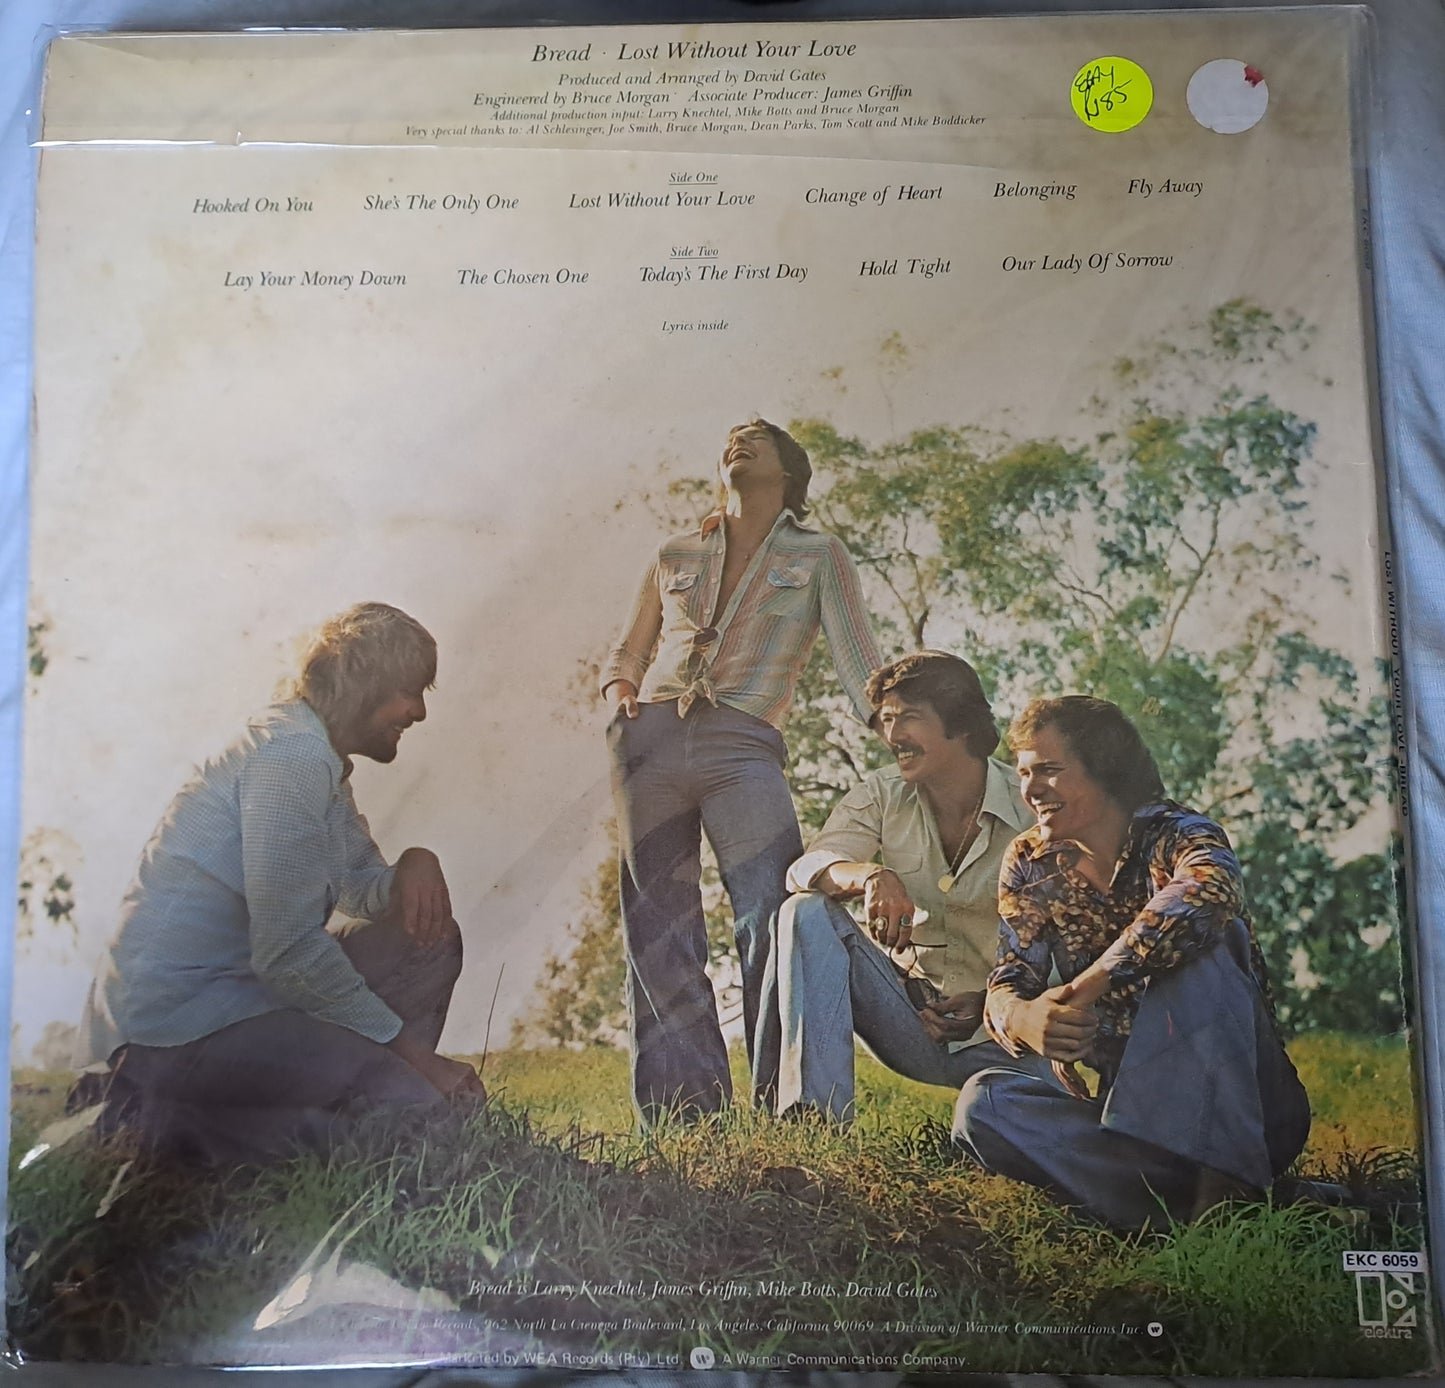 Bread · Lost Without Your Love
Produced and Arranged by David Gates
Engineered by Bruce Morgan · Associate Producer: James Griffin
Additional production input: Larry Knechtel, Mike Botts and Bruce Morgan
Very special thanks to: Al Schlesinger, Joe Smith, Bruce Morgan, Dean Parks, Tom Scott and Mike Boddicker
EBAY
R185
Side One
Hooked On You She's The Only One Lost Without Your Love Change of Heart Belonging Fly Away
Side Two
Lay Your Money Down The Chosen One Today's The First Day Hold Tight Our Lady Of Sorrow
Lyrics inside
EKC 6059
LOST WITHOUT YOUR LOVE - BREAD
EKC 6059
elektra
Bread is Larry Knechtel, James Griffin, Mike Botts, David Gates
Records, 962 North La Cienega Boulevard, Los Angeles, California 90069. A Division of Warner Communications Inc.
Marketed by WEA Records (Pty) Ltd. A Warner Communications Company.